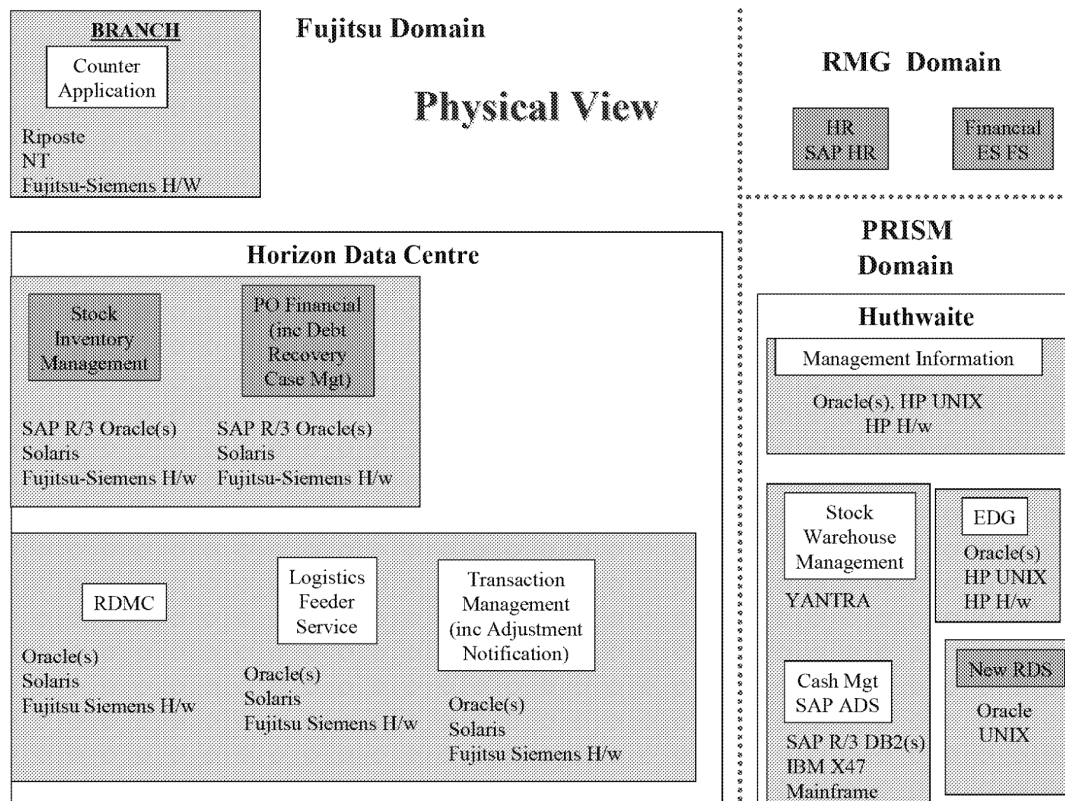 BRANCH
Counter
Application
Riposte
NT
Fujitsu-Siemens H/W
Fujitsu Domain
Physical View
RMG Domain
HR
SAP HR
Financial
ES FS
Horizon Data Centre
Stock
Inventory
Management
SAP R/3 Oracle(s)
Solaris
Fujitsu-Siemens H/w
PO Financial
(inc Debt
Recovery
Case Mgt)
SAP R/3 Oracle(s)
Solaris
Fujitsu-Siemens H/w
RDMC
Oracle(s)
Solaris
Fujitsu Siemens H/w
Logistics
Feeder
Service
Oracle(s)
Solaris
Fujitsu Siemens H/w
Transaction
Management
(inc Adjustment
Notification)
Oracle(s)
Solaris
Fujitsu Siemens H/w
PRISM
Domain
Huthwaite
Management Information
Oracle(s), HP UNIX
HP H/w
Stock
Warehouse
Management
YANTRA
EDG
Oracle(s)
HP UNIX
HP H/w
Cash Mgt
SAP ADS
SAP R/3 DB2(s)
IBM X47
Mainframe
New RDS
Oracle
UNIX